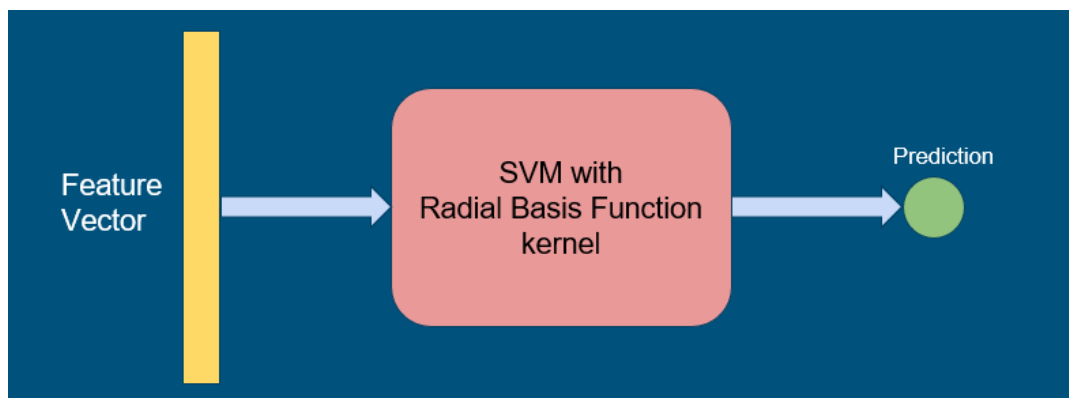 Feature
Vector
SVM with
Radial Basis Function
kernel
Prediction